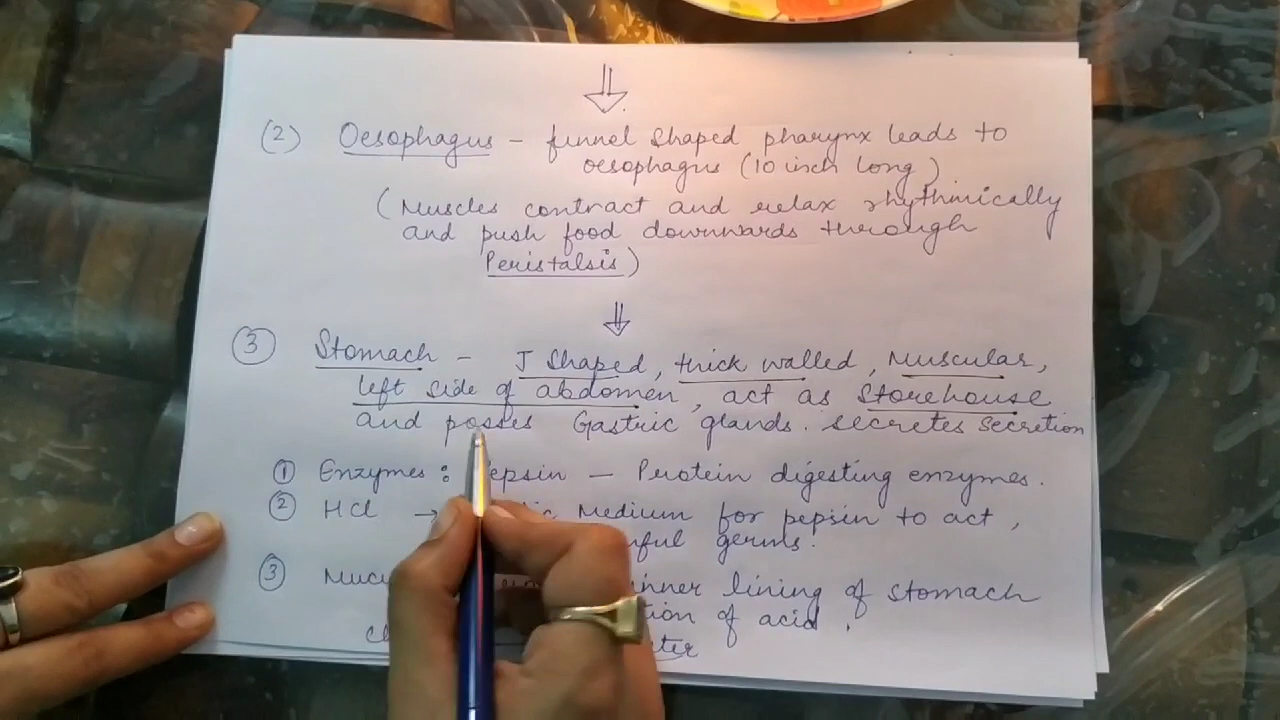 (2) Oesophagus - funnel shaped pharynx leads to
oesophagus (10 inch long)
(Muscles contract and relax rhythmically
and push food downwards through
Peristalsis)
3 Stomach - J Shaped, thick walled, Muscular,
left side of abdomen, act as Storehouse
and posses Gastric glands. secretes secretion
1 Enzymes: Pepsin - Protein digesting enzymes.
2 HCl → Medium for pepsin to act,
germs.
3 inner lining of stomach
of acid.